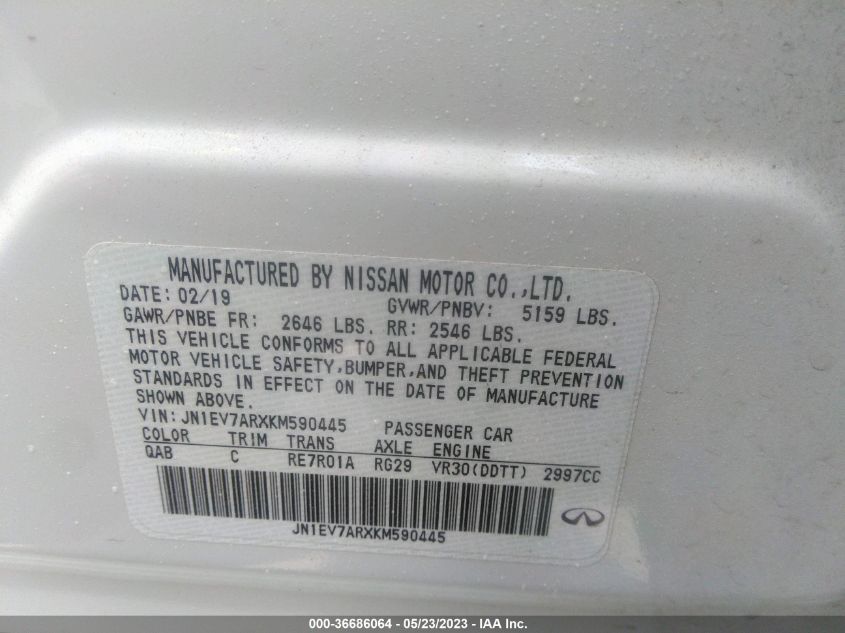 MANUFACTURED BY NISSAN MOTOR CO.,LTD.
DATE: 02/19 GVWR/PNBV: 5159 LBS.
GAWR/PNBE FR: 2646 LBS. RR: 2546 LBS.
THIS VEHICLE CONFORMS TO ALL APPLICABLE FEDERAL
MOTOR VEHICLE SAFETY,BUMPER,AND THEFT PREVENTION
STANDARDS IN EFFECT ON THE DATE OF MANUFACTURE
SHOWN ABOVE.
VIN:JN1EV7ARXKM590445 PASSENGER CAR
COLOR TRIM TRANS AXLE ENGINE
QAB C RE7R01A RG29 VR30(DDTT) 2997CC
JN1EV7ARXKM590445
000-36686064 - 05/23/2023 - IAA Inc.